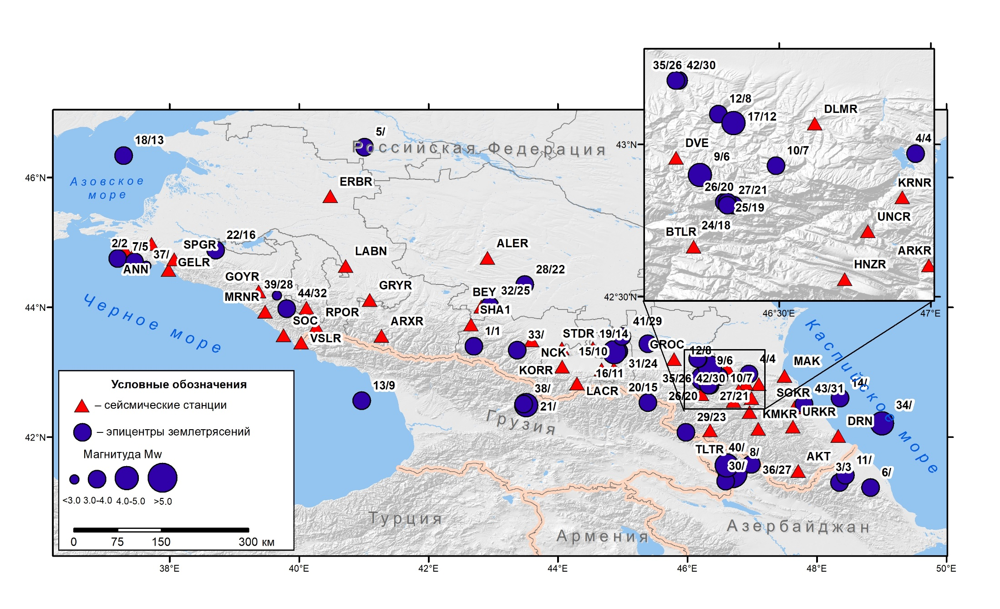 35/26 42/30
12/8
DLMR
17/12
4/4
DVE
10/7
9/6
43°N
KRNR
26/20
27/21
25/19
UNCR
24/18
BTLR
ARKR
HNZR
42°30'N
46°30'E
47°E
5/
18/13
Российская Федерация
46°N
Азовское
море
ERBR
22/16
SPGR
2/2
7/5
37/
GELR
ANN
LABN
ALER
28/22
GOYR
39/28
MRNR
44/32
GRYR
BEY
32/25
44°N
SHA1
RPOR
SOC
ARXR
VSLR
Черное море
1/1
33/
STDR
19/14
41/29
GROC
NCK
15/10
KORR
31/24
16/11
LACR
12/8
9/6
4/4
MAK
35/26
42/30
10/7
26/20
27/21
SGKR
43/31
14/
Каспийское море
34/
20/15
13/9
38/
21/
Грузия
29/23
KMKR
URKR
DRN
42°N
TLTR
40/
8/
30/
36/27
AKT
3/3
11/
6/
Турция
Армения
Азербайджан
Условные обозначения
– сейсмические станции
– эпицентры землетрясений
Магнитуда Mw
<3.0 3.0-4.0 4.0-5.0 >5.0
0 75 150 300 км
38°E 40°E 42°E 44°E 46°E 48°E 50°E